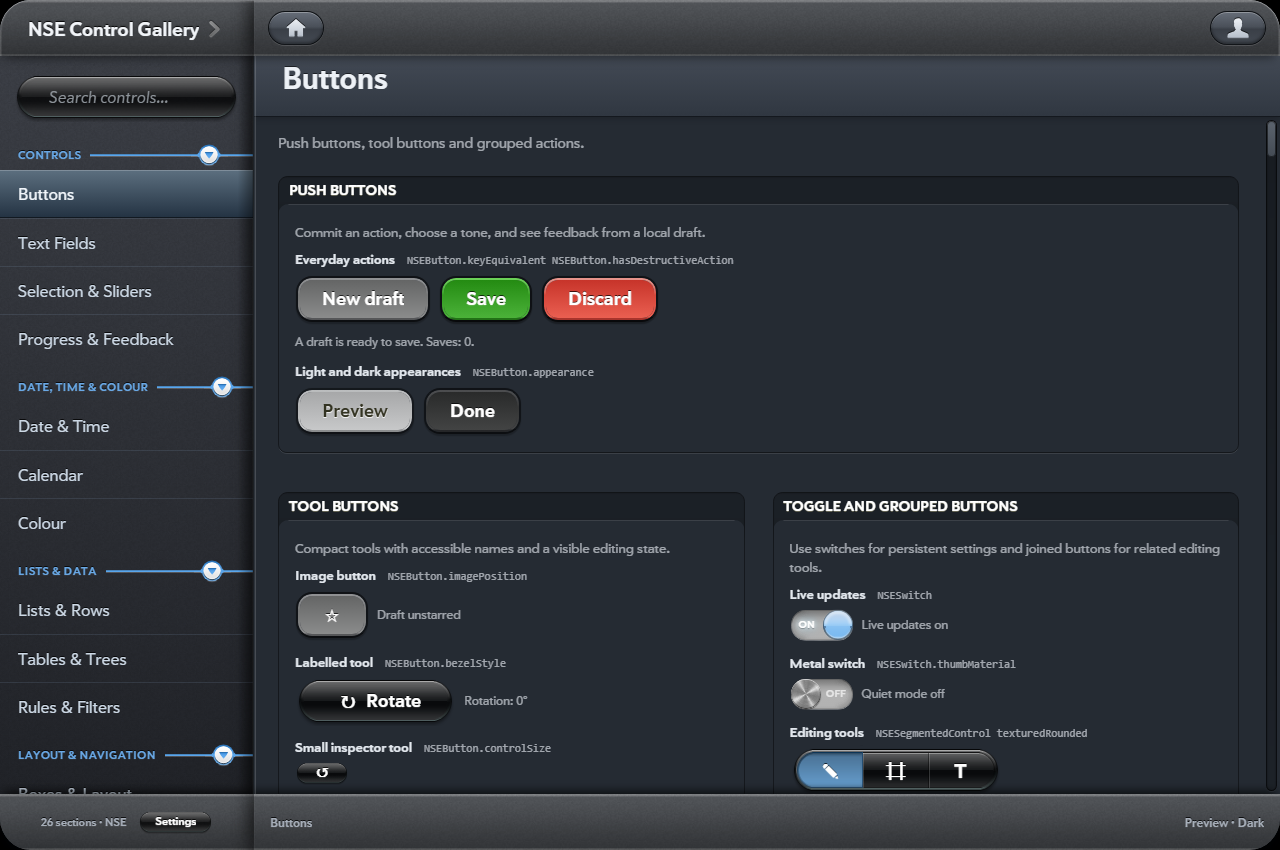 NSE Control Gallery
Search controls...
CONTROLS
Buttons
Text Fields
Selection & Sliders
Progress & Feedback
DATE, TIME & COLOUR
Date & Time
Calendar
Colour
LISTS & DATA
Lists & Rows
Tables & Trees
Rules & Filters
LAYOUT & NAVIGATION
Boxes & Layout
26 sections • NSE
Settings
Buttons
Push buttons, tool buttons and grouped actions.
PUSH BUTTONS
Commit an action, choose a tone, and see feedback from a local draft.
Everyday actions NSEButton.keyEquivalent NSEButton.hasDestructiveAction
New draft Save Discard
A draft is ready to save. Saves: 0.
Light and dark appearances NSEButton.appearance
Preview Done
TOOL BUTTONS
Compact tools with accessible names and a visible editing state.
Image button NSEButton.imagePosition
Draft unstarred
Labelled tool NSEButton.bezelStyle
Rotate Rotation: 0°
Small inspector tool NSEButton.controlSize
TOGGLE AND GROUPED BUTTONS
Use switches for persistent settings and joined buttons for related editing
tools.
Live updates NSESwitch
ON Live updates on
Metal switch NSESwitch.thumbMaterial
OFF Quiet mode off
Editing tools NSESegmentedControl texturedRounded
T
Buttons
Preview • Dark